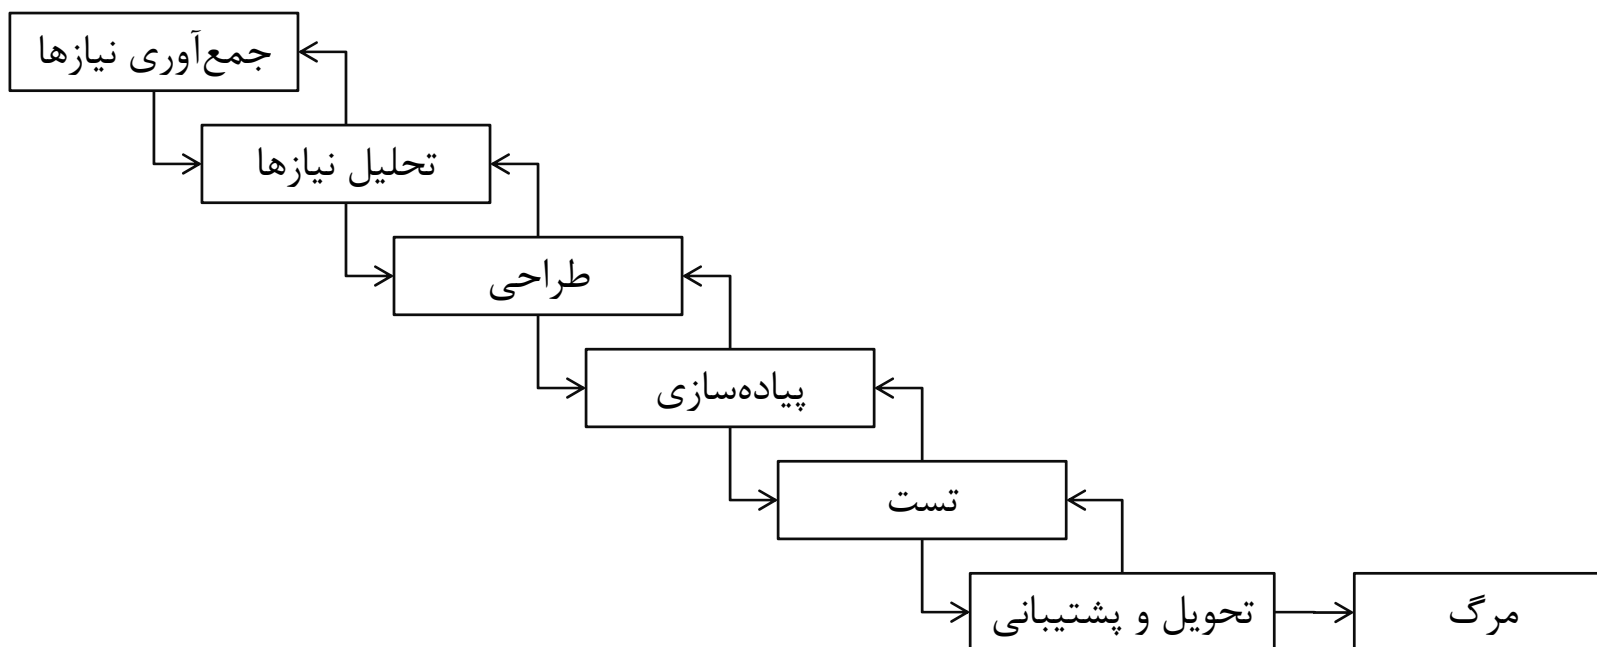 جمع‌آوری نیازها
تحلیل نیازها
طراحی
پیاده‌سازی
تست
تحویل و پشتیبانی
مرگ